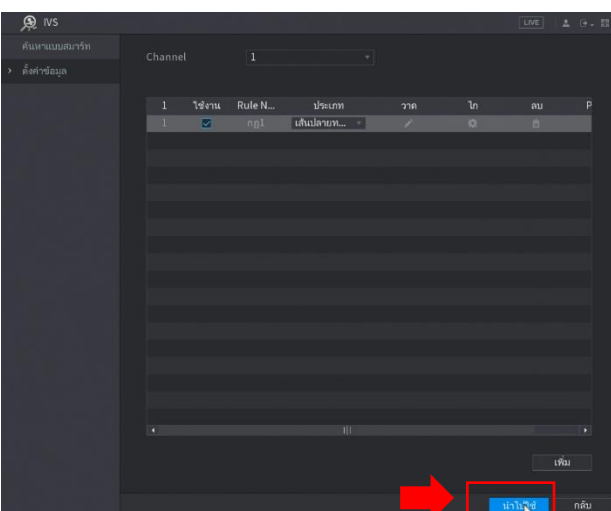 IVS
LIVE
ค้นหาแบบสมาร์ท
> ตั้งค่าข้อมูล
Channel 1
1 ใช้งาน Rule N... ประเภท วาด ไก ลบ P
1 กฎ1 เส้นปลายท...
เพิ่ม
นำไปใช้ กลับ